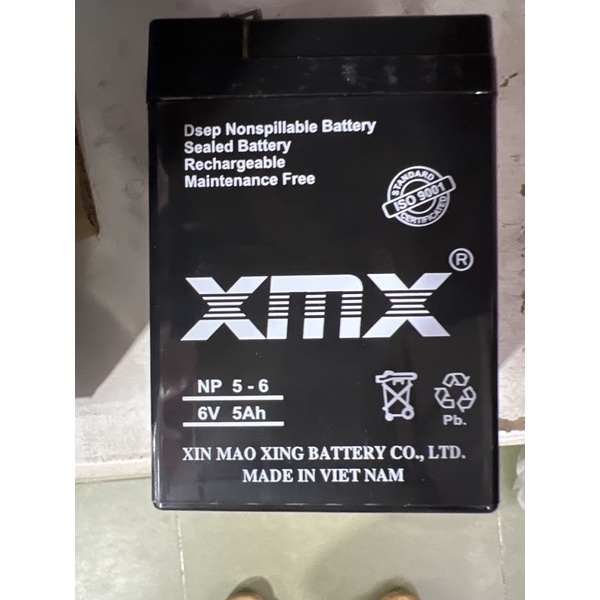 Dsep Nonspillable Battery
Sealed Battery
Rechargeable
Maintenance Free
STANDARD
ISO 9001
CERTIFICATED
XMX®
NP 5 - 6
6V 5Ah
Pb.
XIN MAO XING BATTERY CO., LTD.
MADE IN VIET NAM